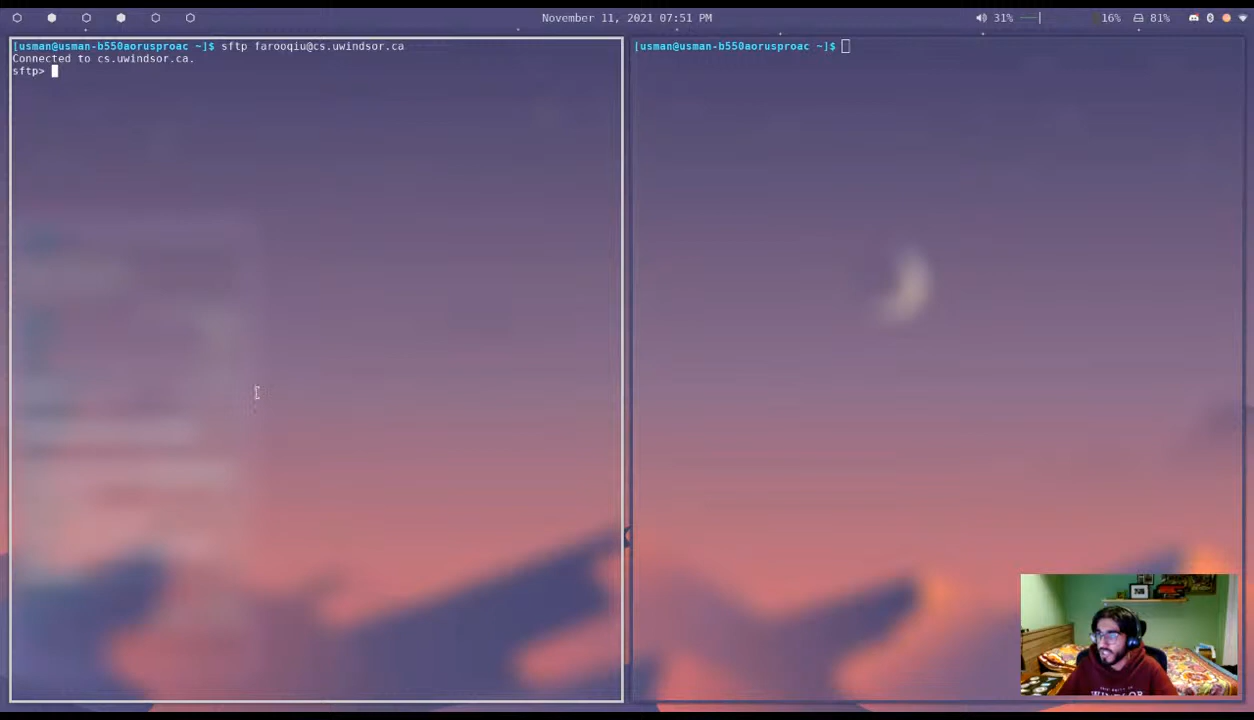 November 11, 2021 07:51 PM
31%
16%
81%
[usman@usman-b550aorusproac ~]$ sftp farooqiu@cs.uwindsor.ca
Connected to cs.uwindsor.ca.
sftp>
[usman@usman-b550aorusproac ~]$
WINDSOR